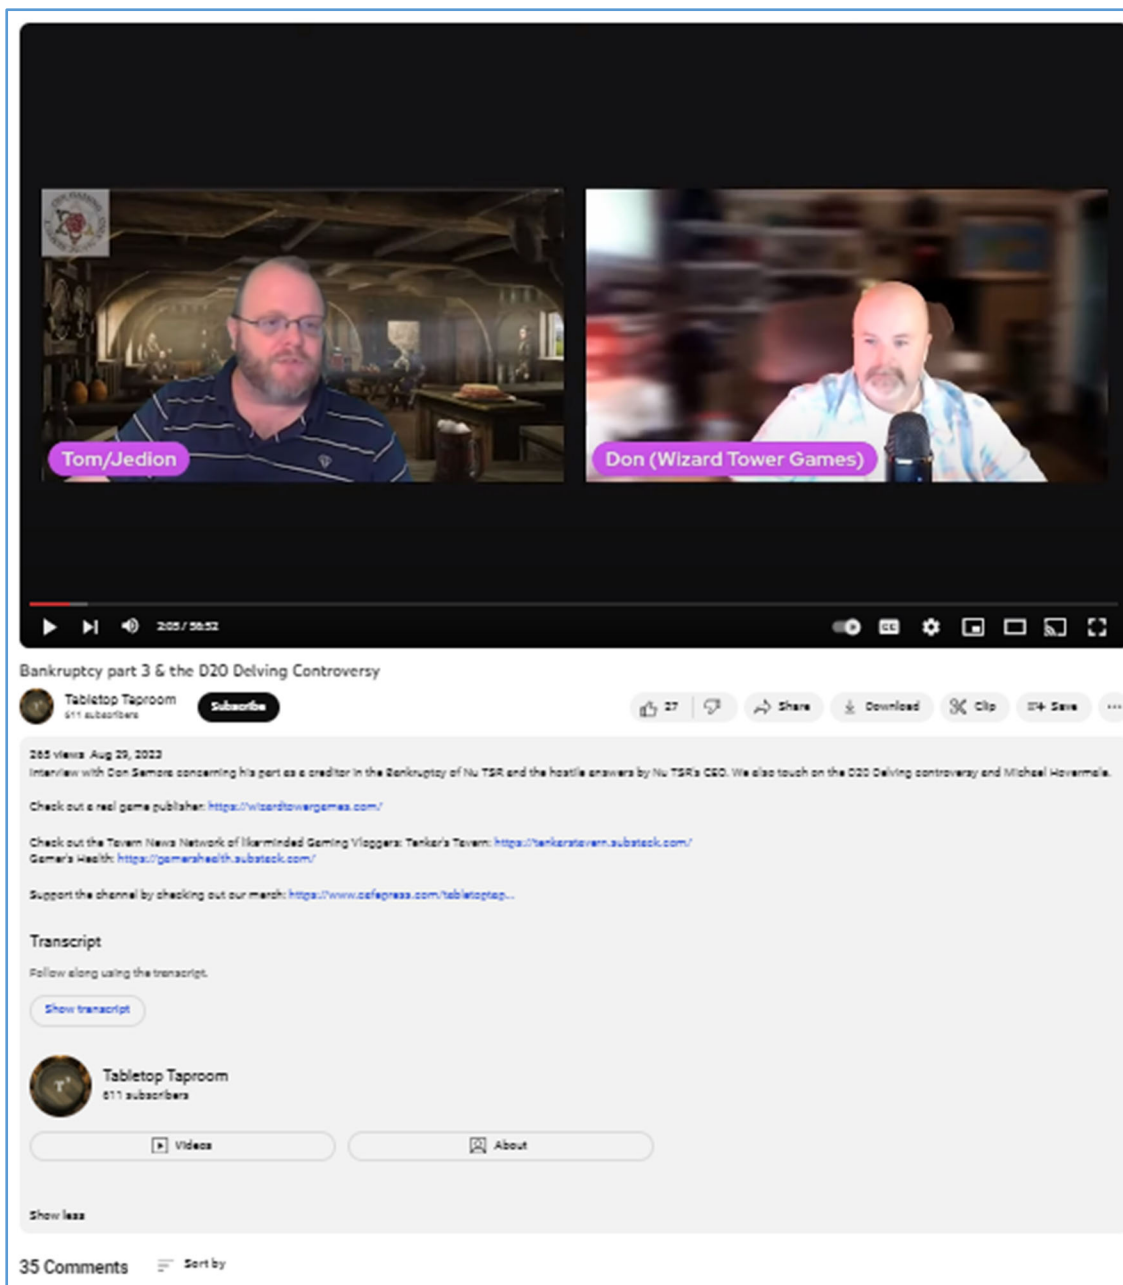 Tom/Jedion
Don (Wizard Tower Games)
2:05 / 56:52
CC
Bankruptcy part 3 & the D20 Delving Controversy
Tabletop Taproom
611 subscribers
Subscribe
27
Share
Download
Clip
Save
...
265 views Aug 29, 2023
Interview with Don Semora concerning his part as a creditor in the Bankruptcy of Nu TSR and the hostile answers by Nu TSR's CEO. We also touch on the D20 Delving controversy and Michael Hovermale.
Check out a real game publisher: https://wizardtowergames.com/
Check out the Tavern News Network of likerminded Gaming Vloggers: Tenker's Tavern: https://tenkerstavern.substack.com/
Gamer's Health: https://gamershealth.substack.com/
Support the channel by checking out our merch: https://www.cafepress.com/tabletoptap...
Transcript
Follow along using the transcript.
Show transcript
Tabletop Taproom
611 subscribers
Videos
About
Show less
35 Comments
Sort by